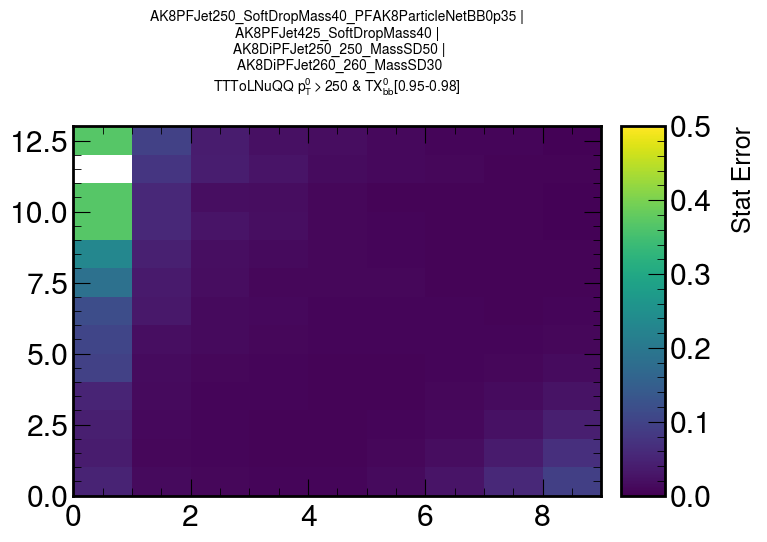 AK8PFJet250_SoftDropMass40_PFAK8ParticleNetBB0p35 |
AK8PFJet425_SoftDropMass40 |
AK8DiPFJet250_250_MassSD50 |
AK8DiPFJet260_260_MassSD30
TTToLNuQQ p⁰_T > 250 & TX⁰_bb[0.95-0.98]
12.5
10.0
7.5
5.0
2.5
0.0
0 2 4 6 8
0.5
0.4
0.3
0.2
0.1
0.0
Stat Error